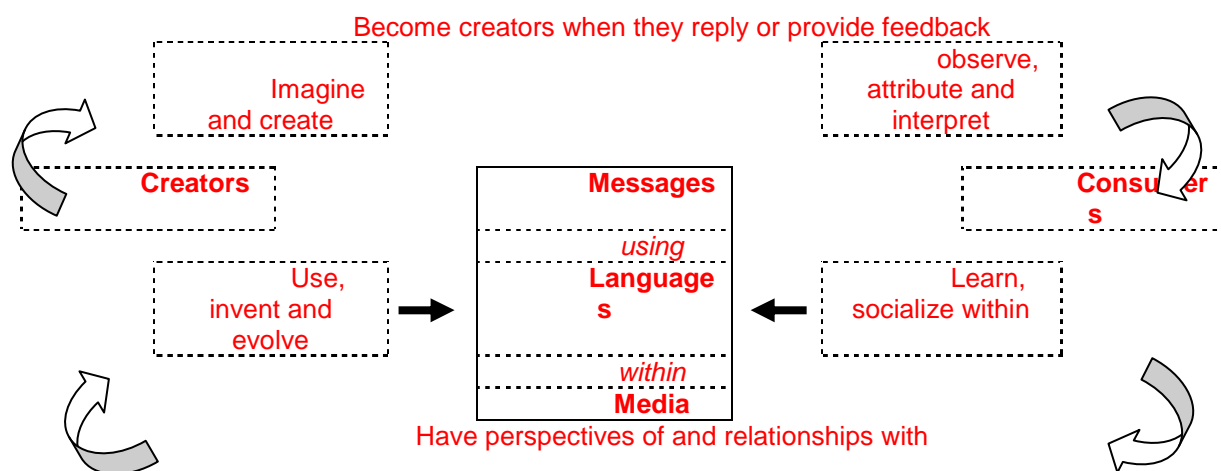 Become creators when they reply or provide feedback
Imagine
and create
observe,
attribute and
interpret
Creators
Messages
Consumer
s
using
Use,
invent and
evolve
Language
s
Learn,
socialize within
within
Media
Have perspectives of and relationships with